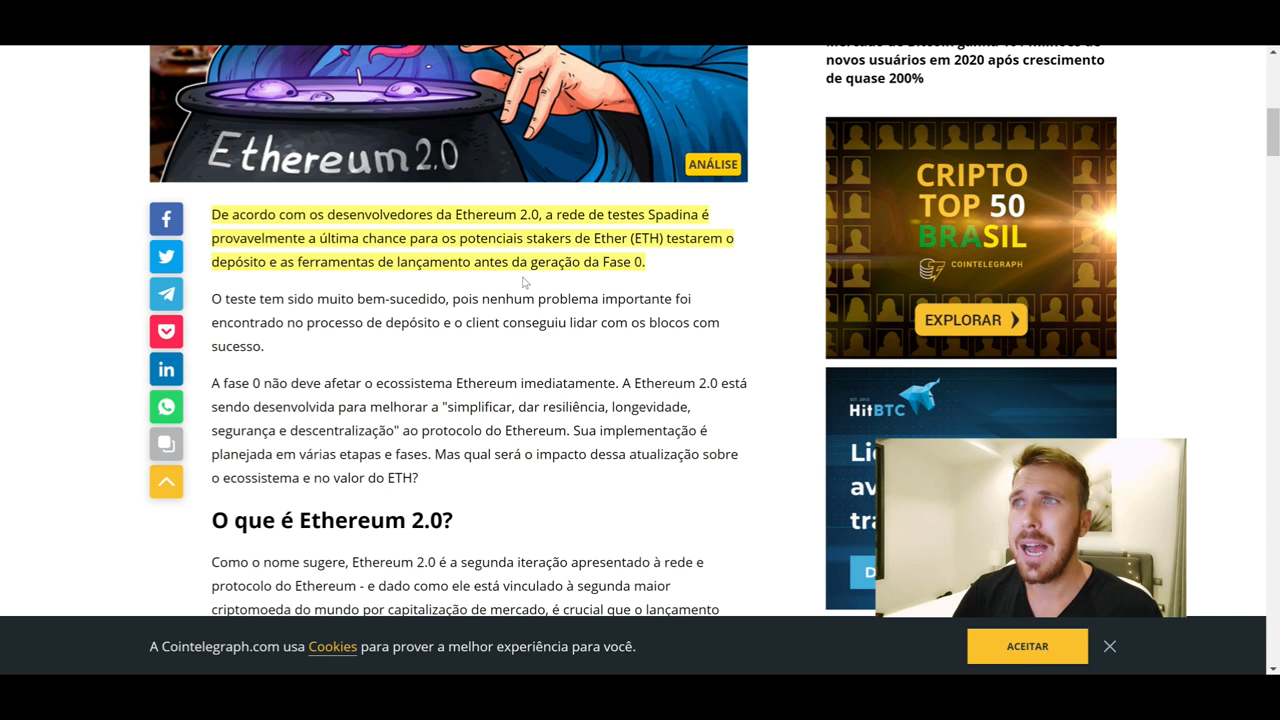 Ethereum 2.0
ANÁLISE
De acordo com os desenvolvedores da Ethereum 2.0, a rede de testes Spadina é
provavelmente a última chance para os potenciais stakers de Ether (ETH) testarem o
depósito e as ferramentas de lançamento antes da geração da Fase 0.
O teste tem sido muito bem-sucedido, pois nenhum problema importante foi
encontrado no processo de depósito e o client conseguiu lidar com os blocos com
sucesso.
A fase 0 não deve afetar o ecossistema Ethereum imediatamente. A Ethereum 2.0 está
sendo desenvolvida para melhorar a "simplificar, dar resiliência, longevidade,
segurança e descentralização" ao protocolo do Ethereum. Sua implementação é
planejada em várias etapas e fases. Mas qual será o impacto dessa atualização sobre
o ecossistema e no valor do ETH?
O que é Ethereum 2.0?
Como o nome sugere, Ethereum 2.0 é a segunda iteração apresentado à rede e
protocolo do Ethereum - e dado como ele está vinculado à segunda maior
criptomoeda do mundo por capitalização de mercado, é crucial que o lançamento
novos usuários em 2020 após crescimento
de quase 200%
CRIPTO
TOP 50
BRASIL
COINTELEGRAPH
EXPLORAR
HitBTC
A Cointelegraph.com usa Cookies para prover a melhor experiência para você.
ACEITAR